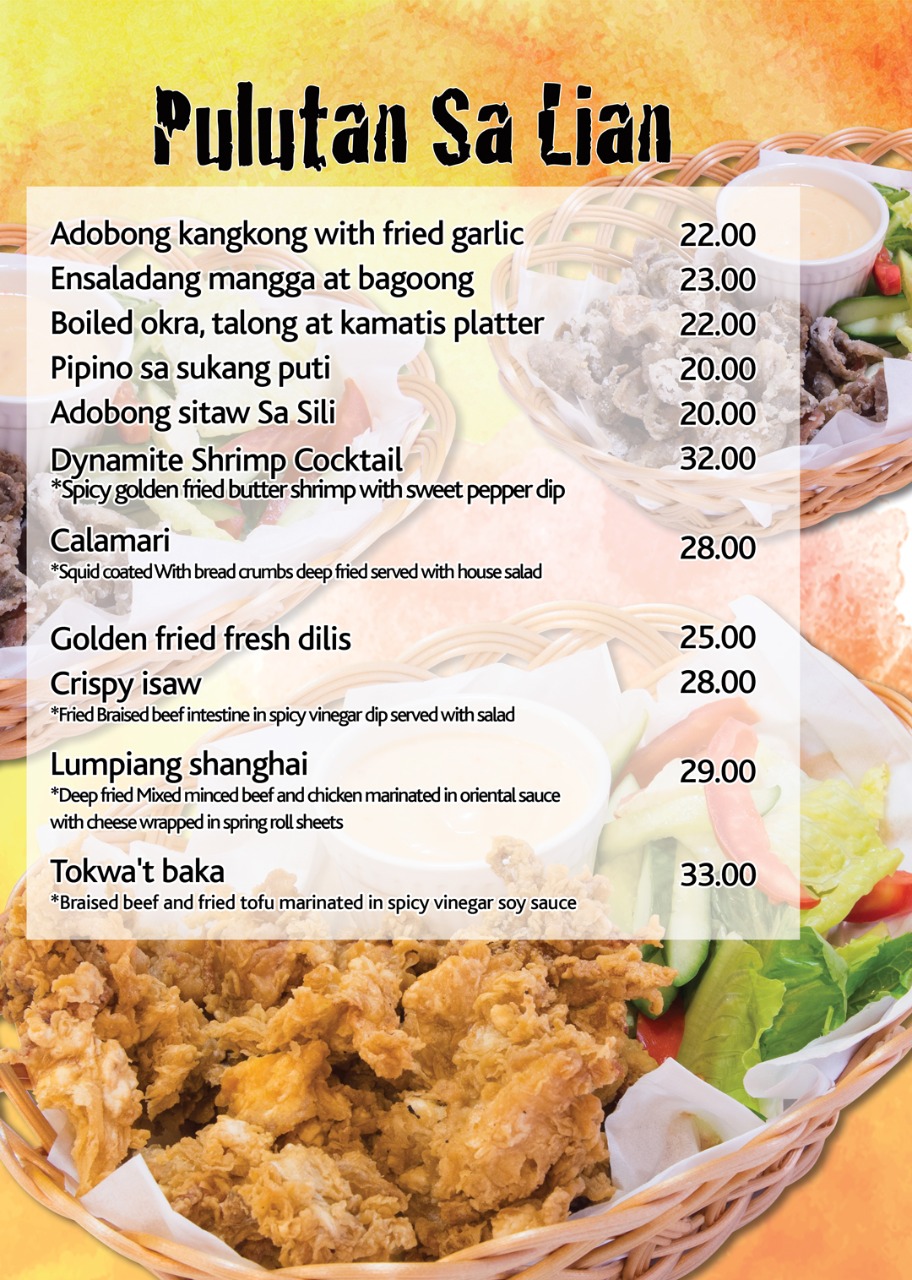 Pulutan Sa Lian
Adobong kangkong with fried garlic 22.00
Ensaladang mangga at bagoong 23.00
Boiled okra, talong at kamatis platter 22.00
Pipino sa sukang puti 20.00
Adobong sitaw Sa Sili 20.00
Dynamite Shrimp Cocktail 32.00
*Spicy golden fried butter shrimp with sweet pepper dip
Calamari 28.00
*Squid coated With bread crumbs deep fried served with house salad
Golden fried fresh dilis 25.00
Crispy isaw 28.00
*Fried Braised beef intestine in spicy vinegar dip served with salad
Lumpiang shanghai 29.00
*Deep fried Mixed minced beef and chicken marinated in oriental sauce
with cheese wrapped in spring roll sheets
Tokwa't baka 33.00
*Braised beef and fried tofu marinated in spicy vinegar soy sauce